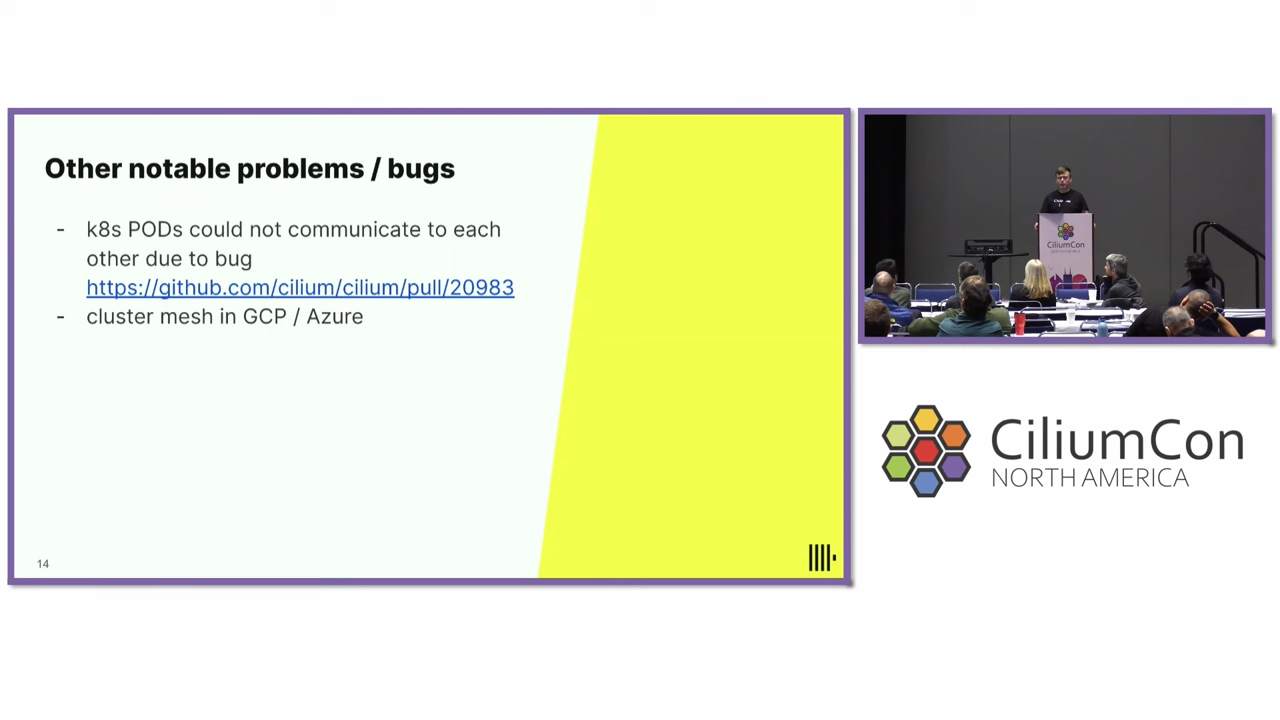 Other notable problems / bugs
- k8s PODs could not communicate to each
other due to bug
https://github.com/cilium/cilium/pull/20983
- cluster mesh in GCP / Azure
14
CiliumCon
CiliumCon
NORTH AMERICA